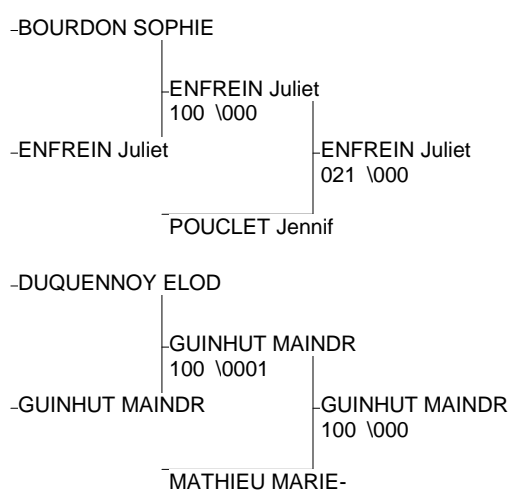 BOURDON SOPHIE
ENFREIN Juliet
100 \000
ENFREIN Juliet
ENFREIN Juliet
021 \000
POUCLET Jennif
DUQUENNOY ELOD
GUINHUT MAINDR
100 \0001
GUINHUT MAINDR
GUINHUT MAINDR
100 \000
MATHIEU MARIE-